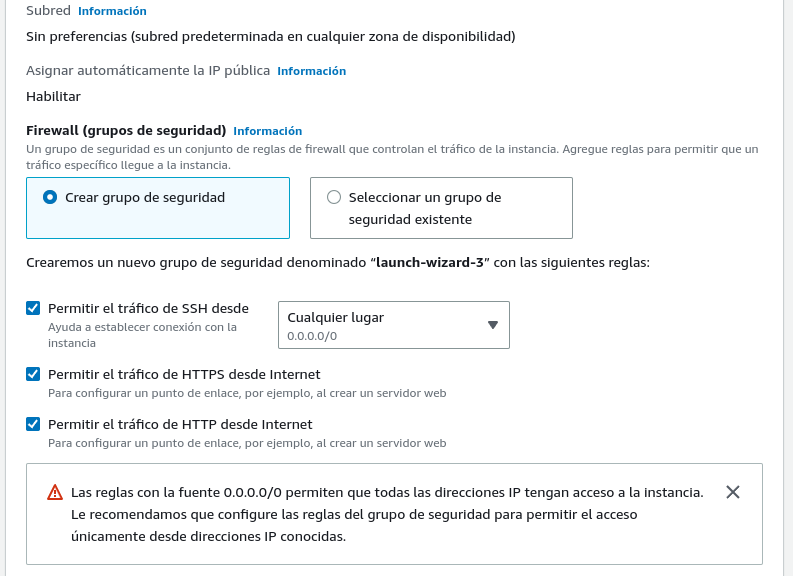 Subred Información
Sin preferencias (subred predeterminada en cualquier zona de disponibilidad)
Asignar automáticamente la IP pública Información
Habilitar
Firewall (grupos de seguridad) Información
Un grupo de seguridad es un conjunto de reglas de firewall que controlan el tráfico de la instancia. Agregue reglas para permitir que un
tráfico específico llegue a la instancia.
Crear grupo de seguridad
Seleccionar un grupo de
seguridad existente
Crearemos un nuevo grupo de seguridad denominado “launch-wizard-3” con las siguientes reglas:
Permitir el tráfico de SSH desde
Ayuda a establecer conexión con la
instancia
Cualquier lugar
0.0.0.0/0
Permitir el tráfico de HTTPS desde Internet
Para configurar un punto de enlace, por ejemplo, al crear un servidor web
Permitir el tráfico de HTTP desde Internet
Para configurar un punto de enlace, por ejemplo, al crear un servidor web
Las reglas con la fuente 0.0.0.0/0 permiten que todas las direcciones IP tengan acceso a la instancia.
Le recomendamos que configure las reglas del grupo de seguridad para permitir el acceso
únicamente desde direcciones IP conocidas.